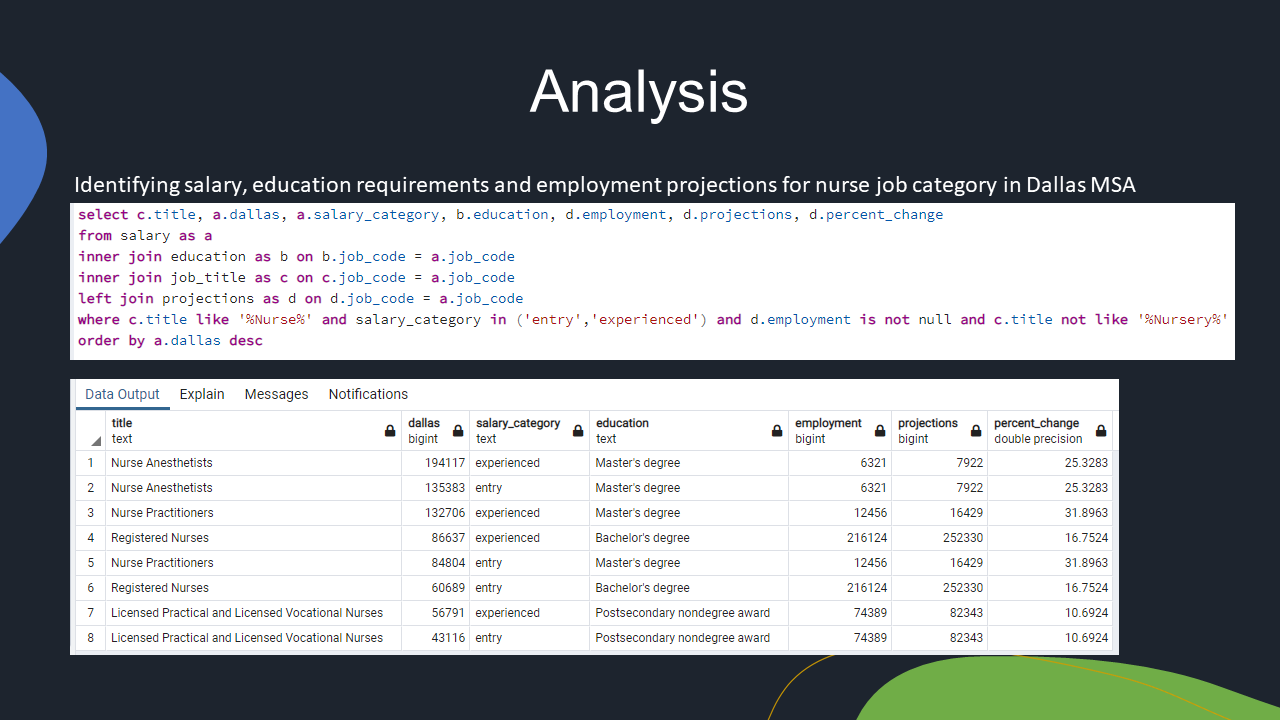 Analysis
Identifying salary, education requirements and employment projections for nurse job category in Dallas MSA
select c.title, a.dallas, a.salary_category, b.education, d.employment, d.projections, d.percent_change
from salary as a
inner join education as b on b.job_code = a.job_code
inner join job_title as c on c.job_code = a.job_code
left join projections as d on d.job_code = a.job_code
where c.title like '%Nurse%' and salary_category in ('entry','experienced') and d.employment is not null and c.title not like '%Nursery%'
order by a.dallas desc
Data Output Explain Messages Notifications
title dallas salary_category education employment projections percent_change
text bigint text text bigint bigint double precision
1 Nurse Anesthetists 194117 experienced Master's degree 6321 7922 25.3283
2 Nurse Anesthetists 135383 entry Master's degree 6321 7922 25.3283
3 Nurse Practitioners 132706 experienced Master's degree 12456 16429 31.8963
4 Registered Nurses 86637 experienced Bachelor's degree 216124 252330 16.7524
5 Nurse Practitioners 84804 entry Master's degree 12456 16429 31.8963
6 Registered Nurses 60689 entry Bachelor's degree 216124 252330 16.7524
7 Licensed Practical and Licensed Vocational Nurses 56791 experienced Postsecondary nondegree award 74389 82343 10.6924
8 Licensed Practical and Licensed Vocational Nurses 43116 entry Postsecondary nondegree award 74389 82343 10.6924